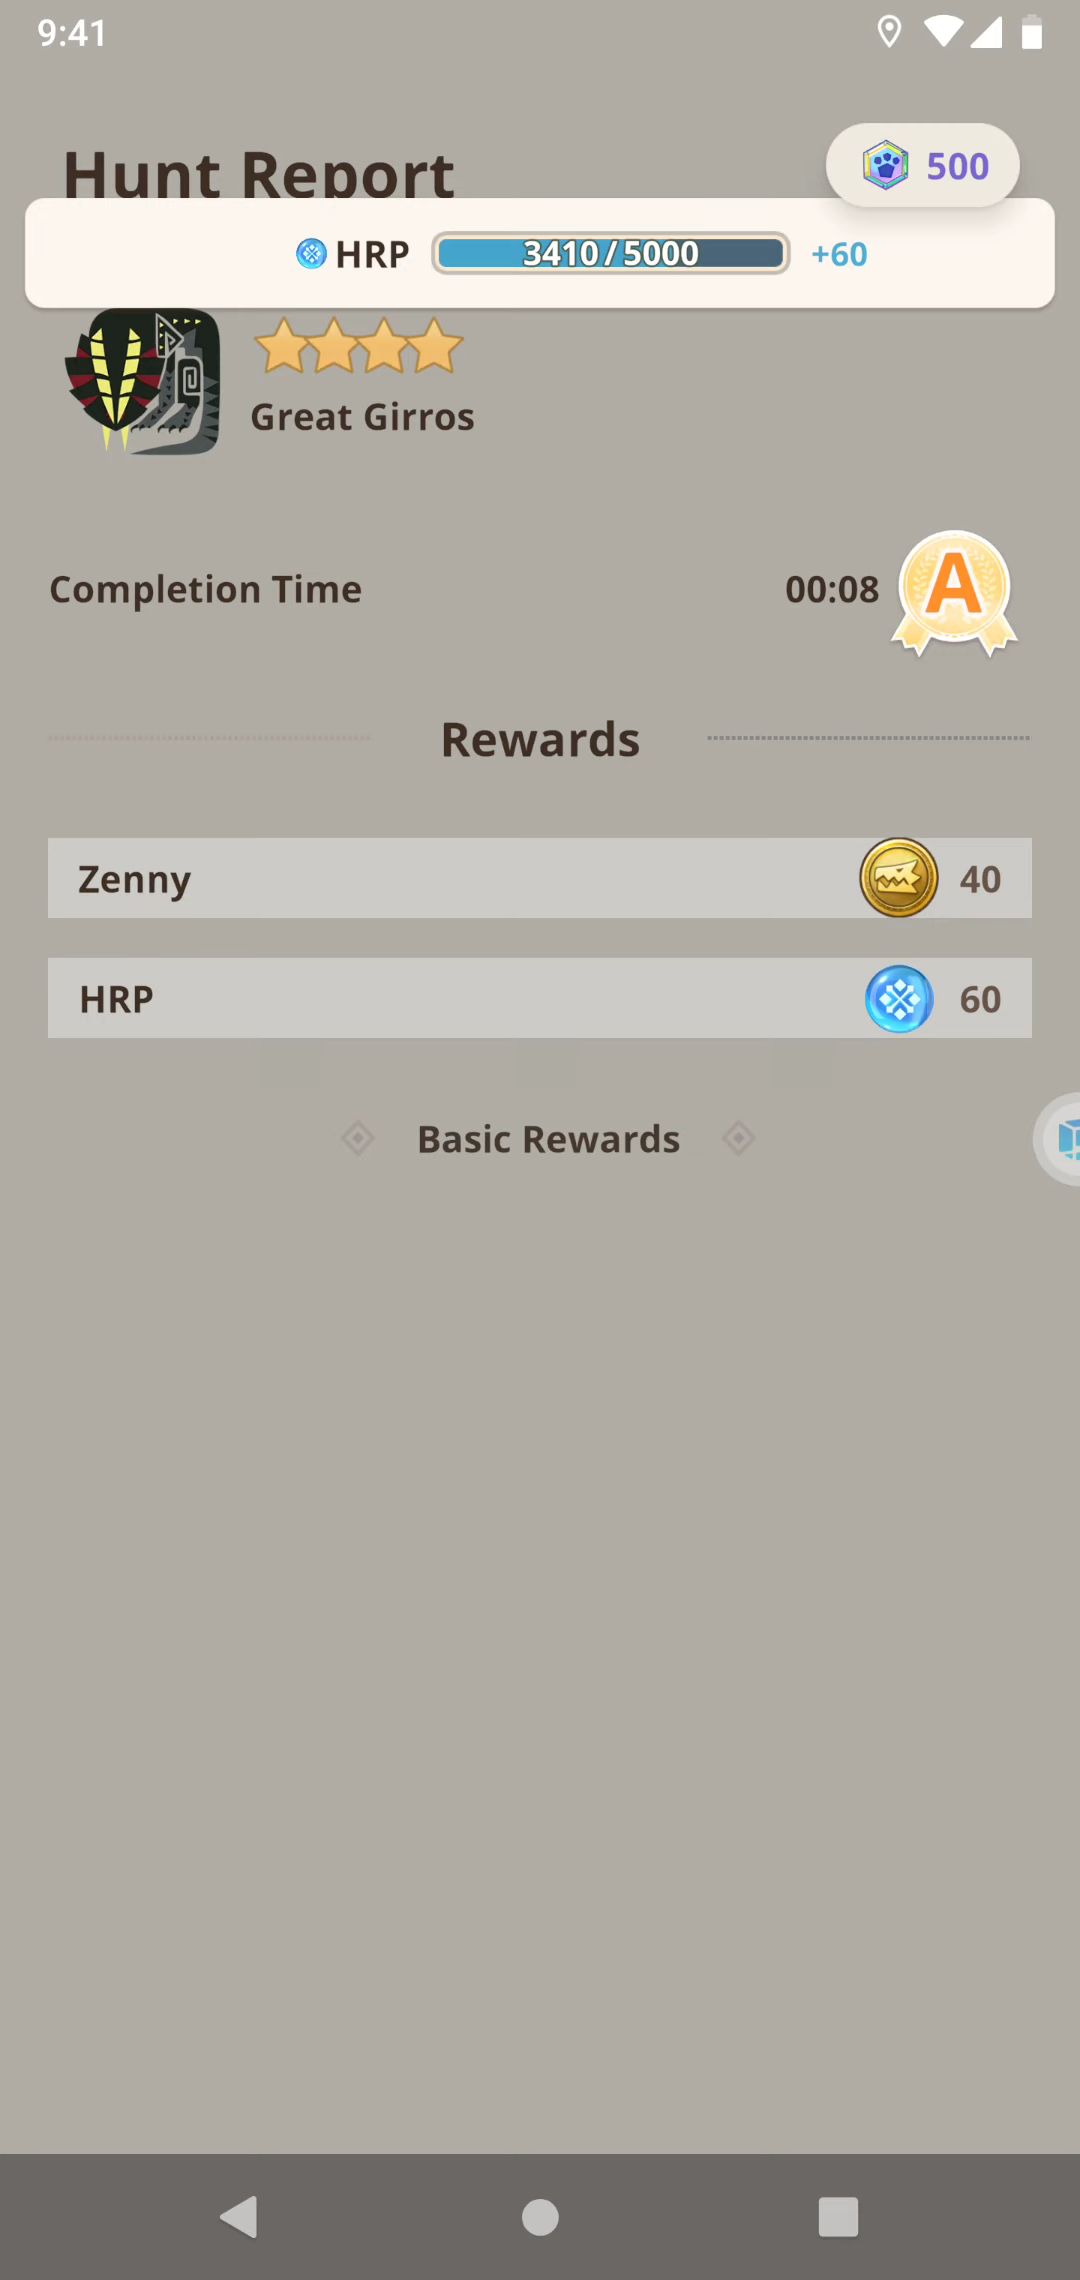 9:41
Hunt Report
500
HRP 3410/5000 +60
Great Girros
Completion Time 00:08 A
Rewards
Zenny 40
HRP 60
Basic Rewards